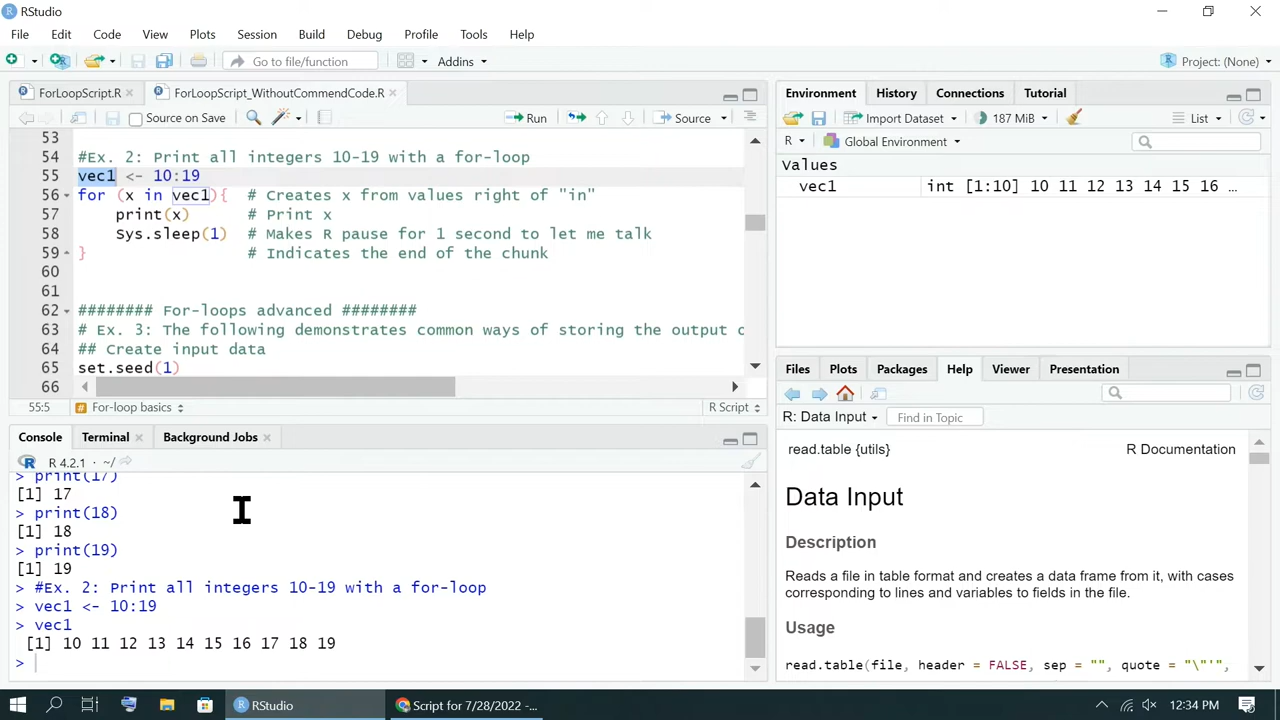 RStudio
File Edit Code View Plots Session Build Debug Profile Tools Help
Go to file/function Addins Project: (None)
ForLoopScript.R ForLoopScript_WithoutCommendCode.R
Source on Save Run Source
53
54 #Ex. 2: Print all integers 10-19 with a for-loop
55 vec1 <- 10:19
56 for (x in vec1){ # Creates x from values right of "in"
57 print(x) # Print x
58 Sys.sleep(1) # Makes R pause for 1 second to let me talk
59 } # Indicates the end of the chunk
60
61
62 ######## For-loops advanced ########
63 # Ex. 3: The following demonstrates common ways of storing the output
64 ## Create input data
65 set.seed(1)
66
55:5 # For-loop basics R Script
Console Terminal Background Jobs
R 4.2.1 · ~/
> print(17)
[1] 17
> print(18)
[1] 18
> print(19)
[1] 19
> #Ex. 2: Print all integers 10-19 with a for-loop
> vec1 <- 10:19
> vec1
[1] 10 11 12 13 14 15 16 17 18 19
>
Environment History Connections Tutorial
Import Dataset 187 MiB List
R Global Environment
Values
vec1 int [1:10] 10 11 12 13 14 15 16 ...
Files Plots Packages Help Viewer Presentation
R: Data Input Find in Topic
read.table {utils} R Documentation
Data Input
Description
Reads a file in table format and creates a data frame from it, with cases
corresponding to lines and variables to fields in the file.
Usage
read.table(file, header = FALSE, sep = "", quote = "\"'",
RStudio Script for 7/28/2022 -... 12:34 PM